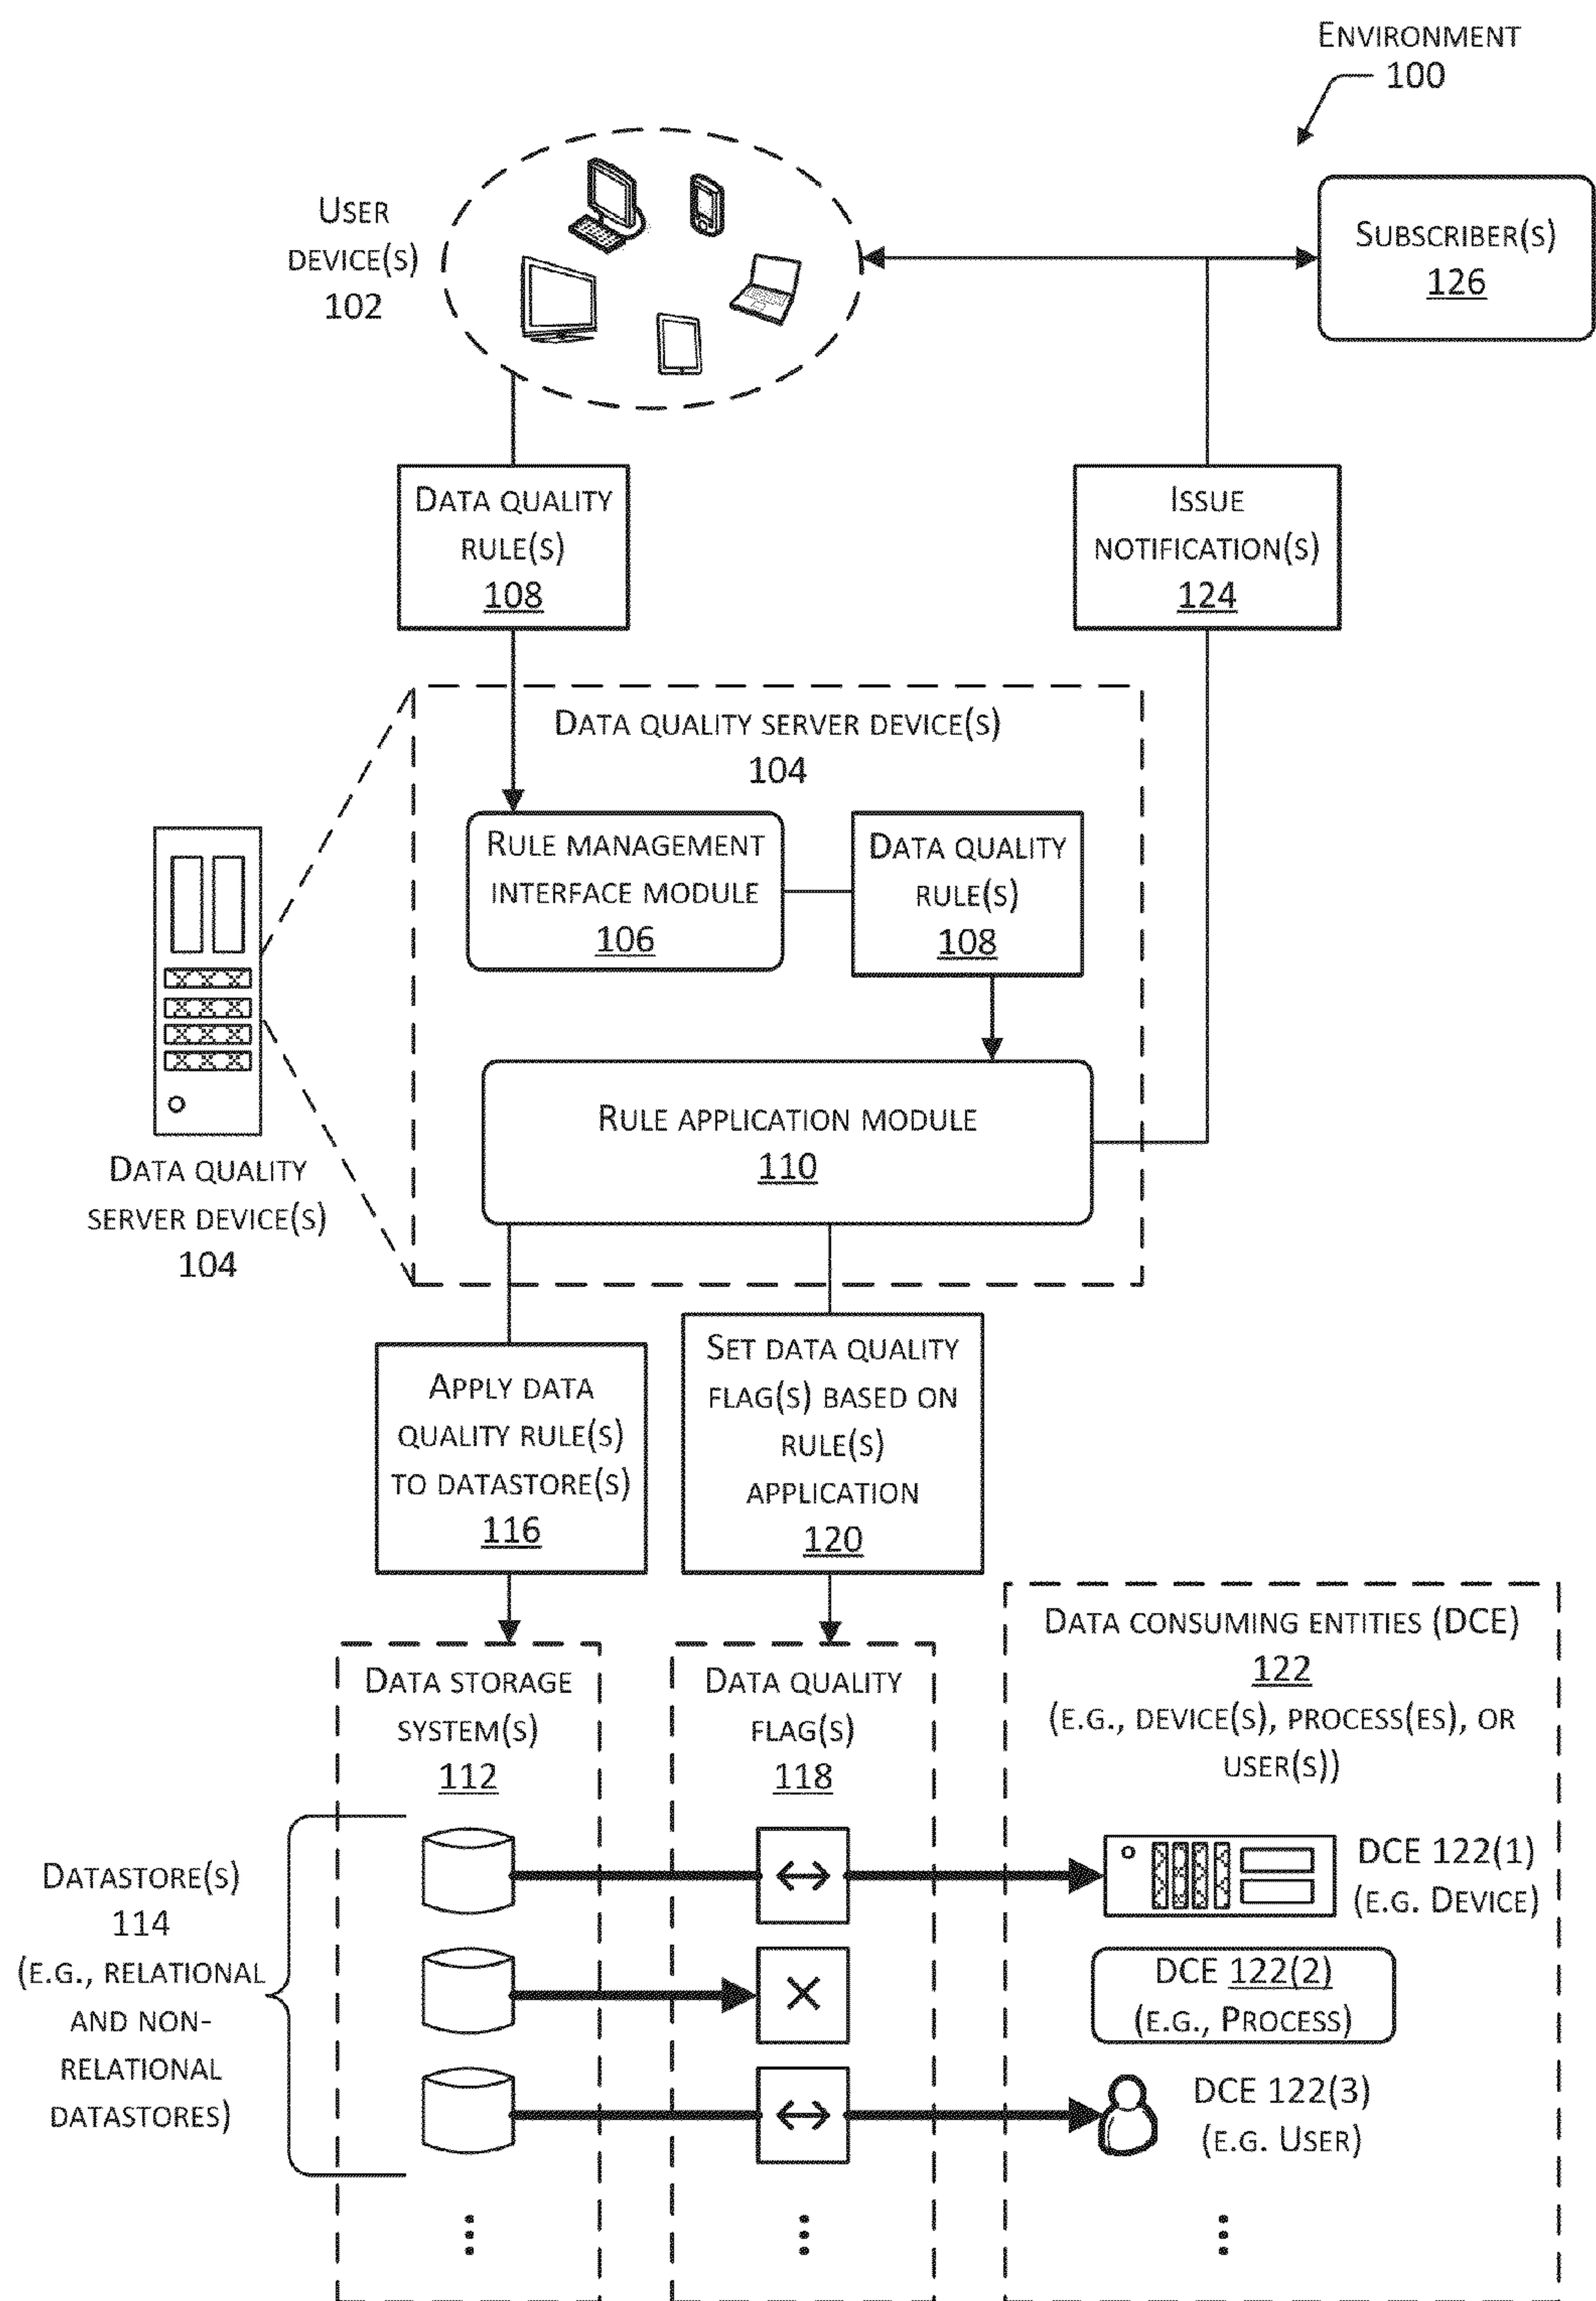 ENVIRONMENT
100
USER
DEVICE(S)
102
SUBSCRIBER(S)
126
DATA QUALITY
RULE(S)
108
ISSUE
NOTIFICATION(S)
124
DATA QUALITY SERVER DEVICE(S)
104
RULE MANAGEMENT
INTERFACE MODULE
106
DATA QUALITY
RULE(S)
108
RULE APPLICATION MODULE
110
DATA QUALITY
SERVER DEVICE(S)
104
APPLY DATA
QUALITY RULE(S)
TO DATASTORE(S)
116
SET DATA QUALITY
FLAG(S) BASED ON
RULE(S)
APPLICATION
120
DATA STORAGE
SYSTEM(S)
112
DATA QUALITY
FLAG(S)
118
DATA CONSUMING ENTITIES (DCE)
122
(E.G., DEVICE(S), PROCESS(ES), OR
USER(S))
DATASTORE(S)
114
(E.G., RELATIONAL
AND NON-
RELATIONAL
DATASTORES)
DCE 122(1)
(E.G. DEVICE)
DCE 122(2)
(E.G., PROCESS)
DCE 122(3)
(E.G. USER)